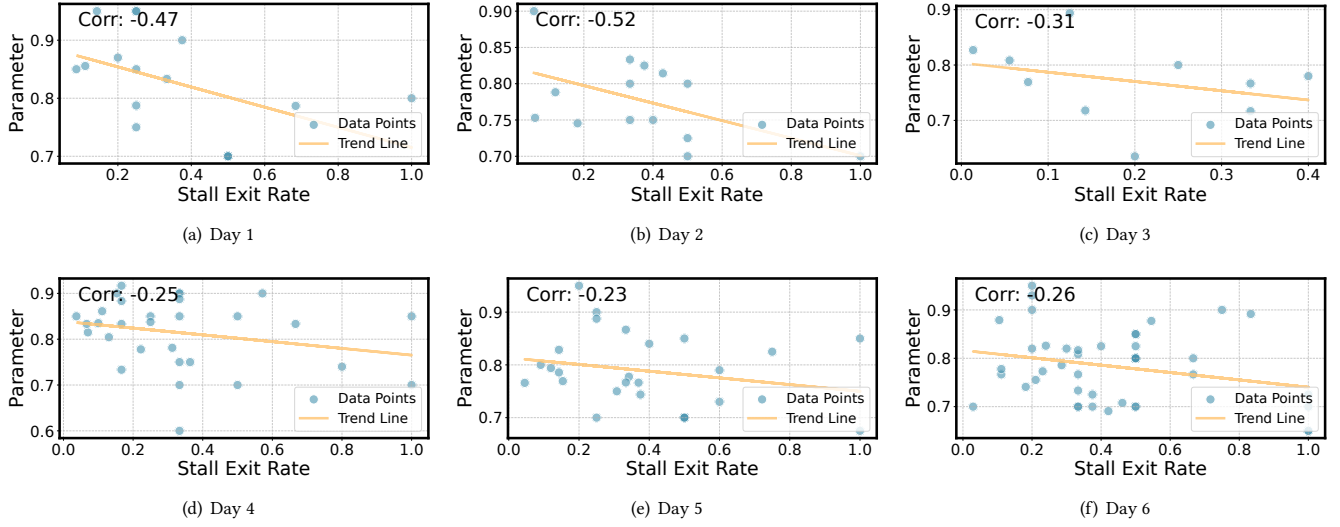 Corr: -0.47
0.9
0.8
0.7
Parameter
0.2
0.4
0.6
0.8
1.0
Stall Exit Rate
Data Points
Trend Line
(a) Day 1
Corr: -0.52
0.90
0.85
0.80
0.75
0.70
Parameter
0.2
0.4
0.6
0.8
1.0
Stall Exit Rate
Data Points
Trend Line
(b) Day 2
Corr: -0.31
0.9
0.8
0.7
Parameter
0.0
0.1
0.2
0.3
0.4
Stall Exit Rate
Data Points
Trend Line
(c) Day 3
Corr: -0.25
0.9
0.8
0.7
0.6
Parameter
0.0
0.2
0.4
0.6
0.8
1.0
Stall Exit Rate
Data Points
Trend Line
(d) Day 4
Corr: -0.23
0.9
0.8
0.7
Parameter
0.0
0.2
0.4
0.6
0.8
1.0
Stall Exit Rate
Data Points
Trend Line
(e) Day 5
Corr: -0.26
0.9
0.8
0.7
Parameter
0.0
0.2
0.4
0.6
0.8
1.0
Stall Exit Rate
Data Points
Trend Line
(f) Day 6